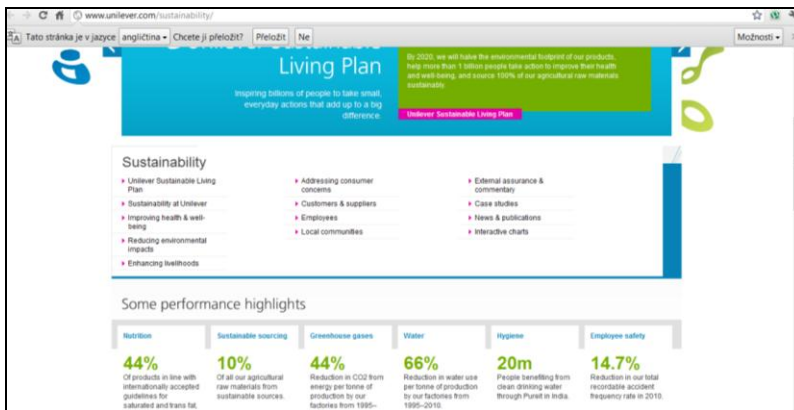 www.unilever.com/sustainability/
Tato stránka je v jazyce angličtina Chcete ji přeložit? Přeložit Ne Možnosti
Unilever Sustainable
Living Plan
Inspiring billions of people to take small,
everyday actions that add up to a big
difference.
By 2020, we will halve the environmental footprint of our products,
help more than 1 billion people take action to improve their health
and well-being, and source 100% of our agricultural raw materials
sustainably.
Unilever Sustainable Living Plan
Sustainability
Unilever Sustainable Living
Plan
Sustainability at Unilever
Improving health & well-
being
Reducing environmental
impacts
Enhancing livelihoods
Addressing consumer
concerns
Customers & suppliers
Employees
Local communities
External assurance &
commentary
Case studies
News & publications
Interactive charts
Some performance highlights
Nutrition
44%
Of products in line with
internationally accepted
guidelines for
saturated and trans fat,
Sustainable sourcing
10%
Of all our agricultural
raw materials from
sustainable sources.
Greenhouse gases
44%
Reduction in CO2 from
energy per tonne of
production by our
factories from 1995–
Water
66%
Reduction in water use
per tonne of production
by our factories from
1995–2010.
Hygiene
20m
People benefiting from
clean drinking water
through Pureit in India.
Employee safety
14.7%
Reduction in our total
recordable accident
frequency rate in 2010.